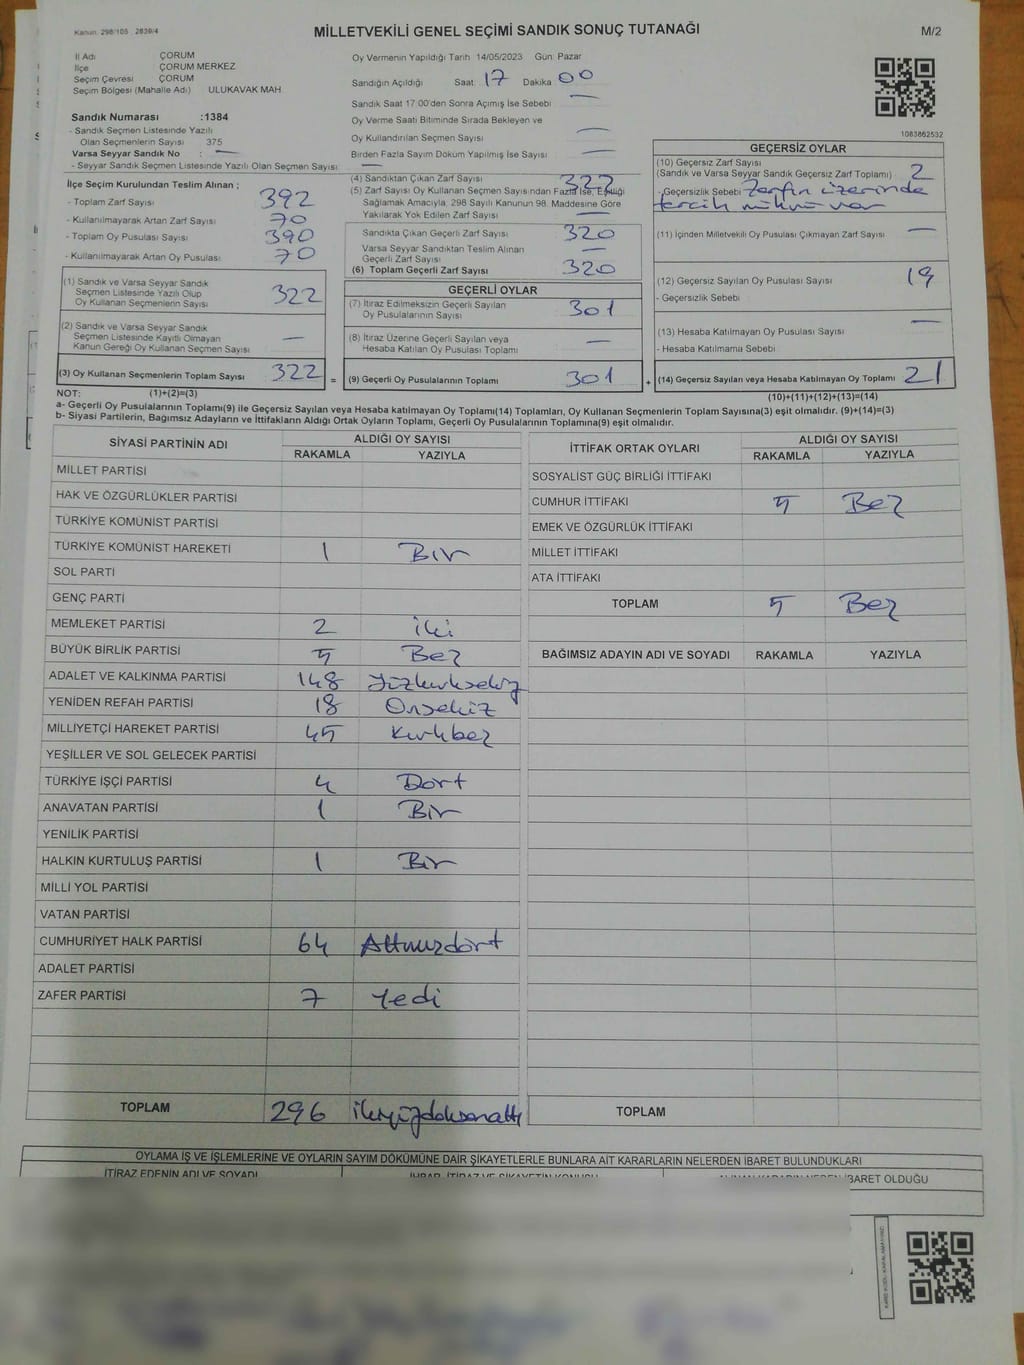 Kanun: 298/105 2839/4
MİLLETVEKİLİ GENEL SEÇİMİ SANDIK SONUÇ TUTANAĞI
M/2
İl Adı ÇORUM
İlçe ÇORUM MERKEZ
Seçim Çevresi ÇORUM
Seçim Bölgesi (Mahalle Adı) ULUKAVAK MAH
Sandık Numarası :1384
- Sandık Seçmen Listesinde Yazılı
Olan Seçmenlerin Sayısı 375
Varsa Seyyar Sandık No : —
- Seyyar Sandık Seçmen Listesinde Yazılı Olan Seçmen Sayısı: —
Oy Vermenin Yapıldığı Tarih 14/05/2023 Gün: Pazar
Sandığın Açıldığı Saat: 17 Dakika 00
Sandık Saat 17:00'den Sonra Açımış İse Sebebi —
Oy Verme Saati Bitiminde Sırada Bekleyen ve
Oy Kullandırılan Seçmen Sayısı —
Birden Fazla Sayım Döküm Yapılmış İse Sayısı —
1083862532
İlçe Seçim Kurulundan Teslim Alınan ;
- Toplam Zarf Sayısı 392
- Kullanılmayarak Artan Zarf Sayısı 70
- Toplam Oy Pusulası Sayısı 390
- Kullanılmayarak Artan Oy Pusulası 70
(1) Sandık ve Varsa Seyyar Sandık
Seçmen Listesinde Yazılı Olup
Oy Kullanan Seçmenlerin Sayısı 322
(2) Sandık ve Varsa Seyyar Sandık
Seçmen Listesinde Kayıtlı Olmayan
Kanun Gereği Oy Kullanan Seçmen Sayısı —
(3) Oy Kullanan Seçmenlerin Toplam Sayısı 322 =
(4) Sandıktan Çıkan Zarf Sayısı 322
(5) Zarf Sayısı Oy Kullanan Seçmen Sayısından Fazla İse, Eşitliği
Sağlamak Amacıyla, 298 Sayılı Kanunun 98. Maddesine Göre
Yakılarak Yok Edilen Zarf Sayısı —
Sandıkta Çıkan Geçerli Zarf Sayısı 320
Varsa Seyyar Sandıktan Teslim Alınan
Geçerli Zarf Sayısı —
(6) Toplam Geçerli Zarf Sayısı 320
GEÇERLİ OYLAR
(7) İtiraz Edilmeksizin Geçerli Sayılan
Oy Pusulalarının Sayısı 301
(8) İtiraz Üzerine Geçerli Sayılan veya
Hesaba Katılan Oy Pusulası Toplamı —
(9) Geçerli Oy Pusulalarının Toplamı 301 +
GEÇERSİZ OYLAR
(10) Geçersiz Zarf Sayısı
(Sandık ve Varsa Seyyar Sandık Geçersiz Zarf Toplamı) 2
- Geçersizlik Sebebi Zarfın üzerinde
tercih mührü var
(11) İçinden Milletvekili Oy Pusulası Çıkmayan Zarf Sayısı —
(12) Geçersiz Sayılan Oy Pusulası Sayısı 19
- Geçersizlik Sebebi
(13) Hesaba Katılmayan Oy Pusulası Sayısı —
- Hesaba Katılmama Sebebi
(14) Geçersiz Sayılan veya Hesaba Katılmayan Oy Toplamı 21
NOT: (1)+(2)=(3)
(10)+(11)+(12)+(13)=(14)
a- Geçerli Oy Pusulalarının Toplamı(9) ile Geçersiz Sayılan veya Hesaba katılmayan Oy Toplamı(14) Toplamları, Oy Kullanan Seçmenlerin Toplam Sayısına(3) eşit olmalıdır. (9)+(14)=(3)
b- Siyasi Partilerin, Bağımsız Adayların ve İttifakların Aldığı Ortak Oyların Toplamı, Geçerli Oy Pusulalarının Toplamına(9) eşit olmalıdır.
SİYASİ PARTİNİN ADI ALDIĞI OY SAYISI
RAKAMLA YAZIYLA
MİLLET PARTİSİ
HAK VE ÖZGÜRLÜKLER PARTİSİ
TÜRKİYE KOMÜNİST PARTİSİ
TÜRKİYE KOMÜNİST HAREKETİ 1 Bir
SOL PARTİ
GENÇ PARTİ
MEMLEKET PARTİSİ 2 iki
BÜYÜK BİRLİK PARTİSİ 5 Beş
ADALET VE KALKINMA PARTİSİ 148 Yüzkırksekiz
YENİDEN REFAH PARTİSİ 18 Onsekiz
MİLLİYETÇİ HAREKET PARTİSİ 45 Kırkbeş
YEŞİLLER VE SOL GELECEK PARTİSİ
TÜRKİYE İŞÇİ PARTİSİ 4 Dört
ANAVATAN PARTİSİ 1 Bir
YENİLİK PARTİSİ
HALKIN KURTULUŞ PARTİSİ 1 Bir
MİLLİ YOL PARTİSİ
VATAN PARTİSİ
CUMHURİYET HALK PARTİSİ 64 Altmışdört
ADALET PARTİSİ
ZAFER PARTİSİ 7 Yedi
TOPLAM 296 ikiyüzdoksanaltı
İTTİFAK ORTAK OYLARI ALDIĞI OY SAYISI
RAKAMLA YAZIYLA
SOSYALİST GÜÇ BİRLİĞİ İTTİFAKI
CUMHUR İTTİFAKI 5 Beş
EMEK VE ÖZGÜRLÜK İTTİFAKI
MİLLET İTTİFAKI
ATA İTTİFAKI
TOPLAM 5 Beş
BAĞIMSIZ ADAYIN ADI VE SOYADI RAKAMLA YAZIYLA
TOPLAM
OYLAMA İŞ VE İŞLEMLERİNE VE OYLARIN SAYIM DÖKÜMÜNE DAİR ŞİKAYETLERLE BUNLARA AİT KARARLARIN NELERDEN İBARET BULUNDUKLARI
İTİRAZ EDENİN ADI VE SOYADI
İHBAR, İTİRAZ VE ŞİKAYETİN KONUSU
ALINAN KARARIN NEDEN İBARET OLDUĞU